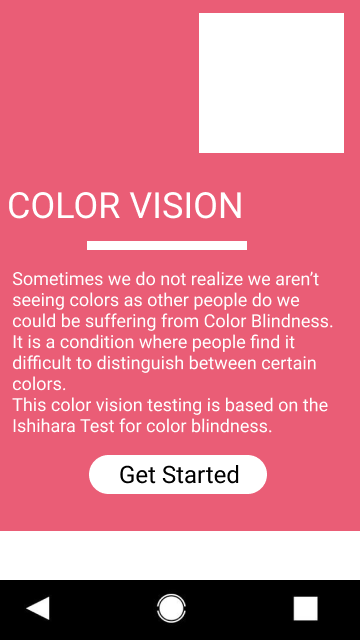 COLOR VISION
Sometimes we do not realize we aren't
seeing colors as other people do we
could be suffering from Color Blindness.
It is a condition where people find it
difficult to distinguish between certain
colors.
This color vision testing is based on the
Ishihara Test for color blindness.
Get Started